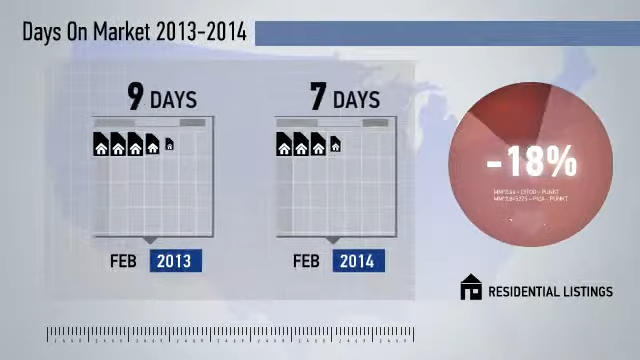 Days On Market 2013-2014
9 DAYS
7 DAYS
-18%
FEB 2013
FEB 2014
RESIDENTIAL LISTINGS